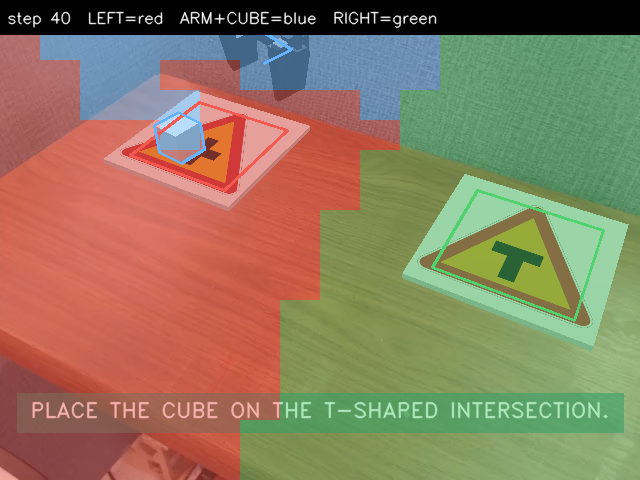 step 40 LEFT=red ARM+CUBE=blue RIGHT=green
PLACE THE CUBE ON THE T-SHAPED INTERSECTION.